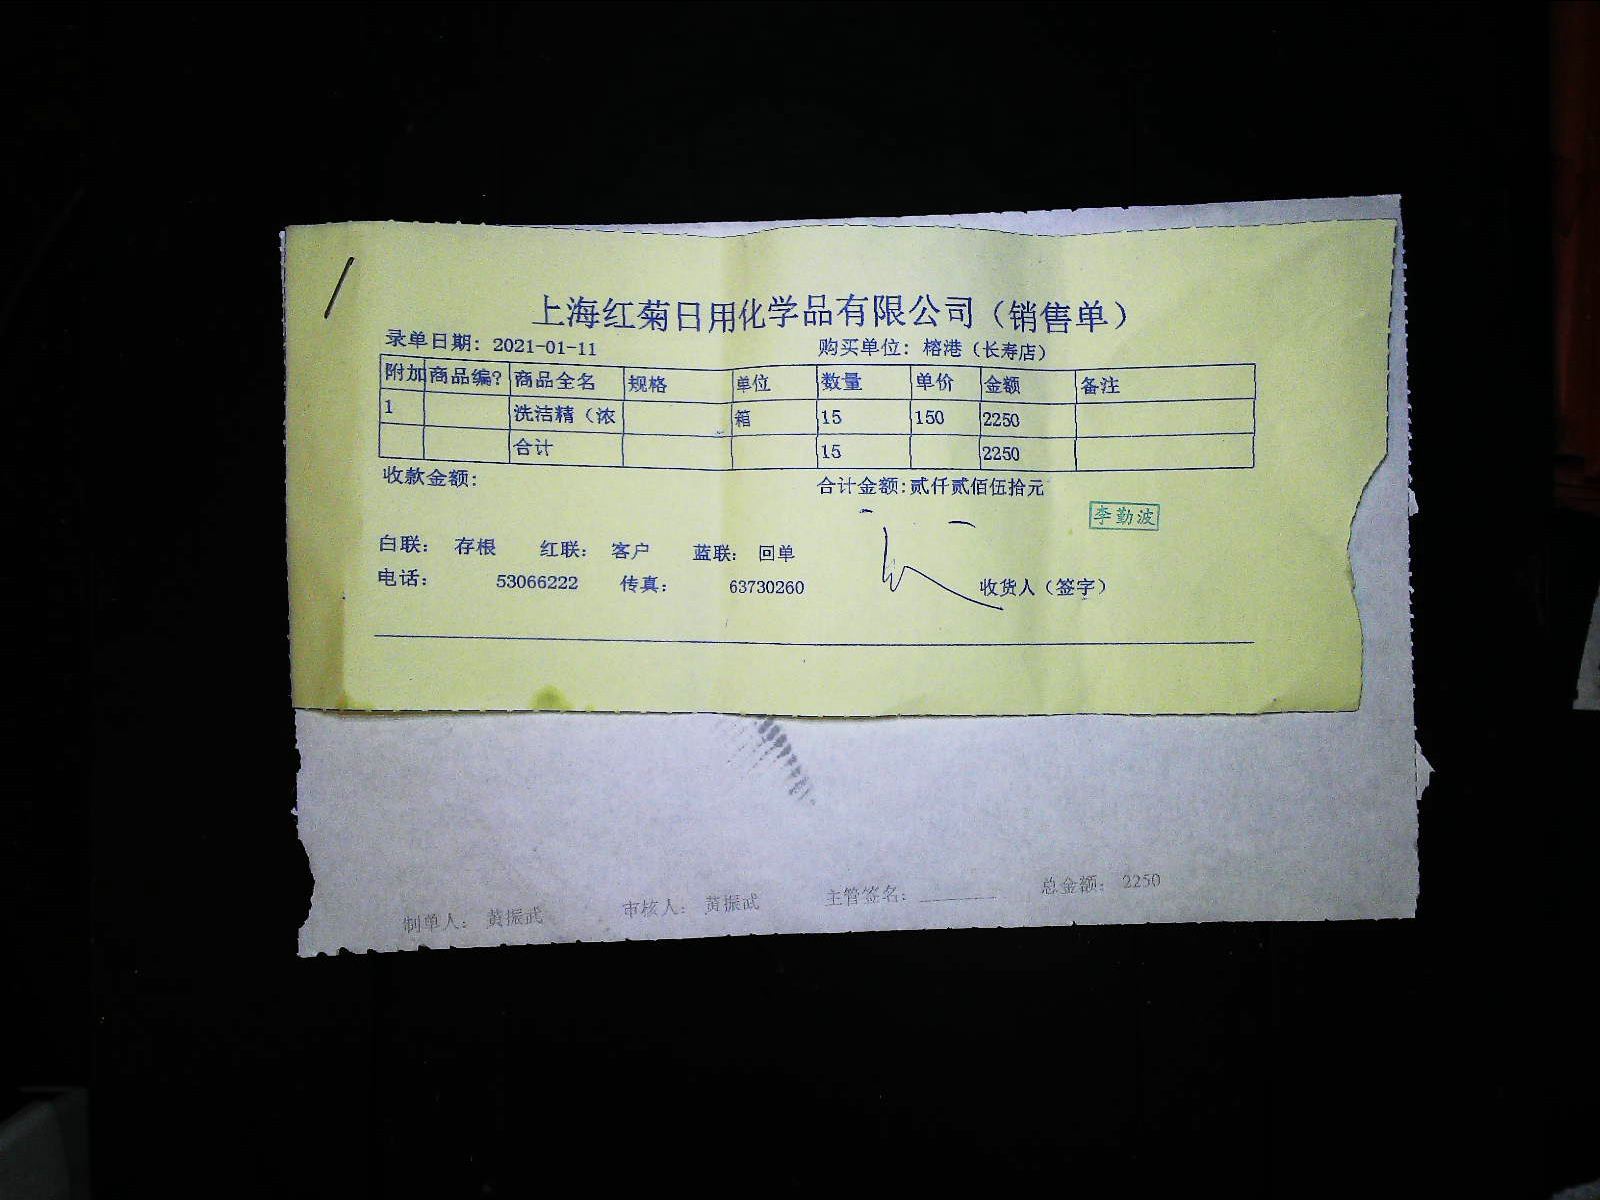 上海红菊日用化学品有限公司（销售单）
录单日期: 2021-01-11 购买单位: 榕港（长寿店）
附加 商品编? 商品全名 规格 单位 数量 单价 金额 备注
1 洗洁精（浓 箱 15 150 2250
合计 15 2250
收款金额: 合计金额:贰仟贰佰伍拾元
李勤波
白联: 存根 红联: 客户 蓝联: 回单
电话: 53066222 传真: 63730260 收货人（签字）
制单人: 黄振武 审核人: 黄振武 主管签名: 总金额: 2250